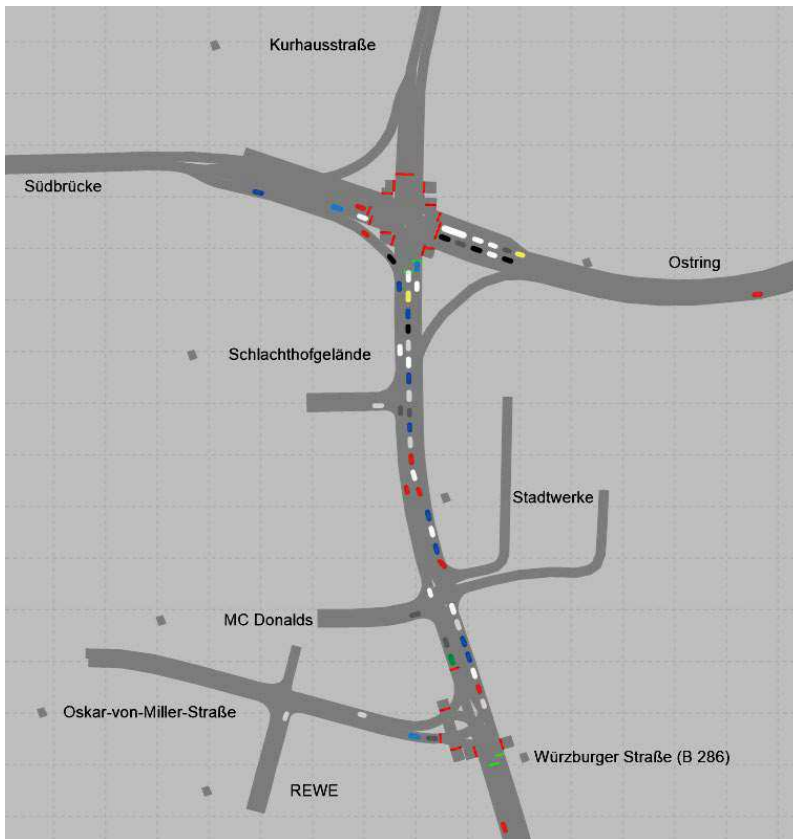 Kurhausstraße
Südbrücke
Ostring
Schlachthofgelände
Stadtwerke
MC Donalds
Oskar-von-Miller-Straße
Würzburger Straße (B 286)
REWE